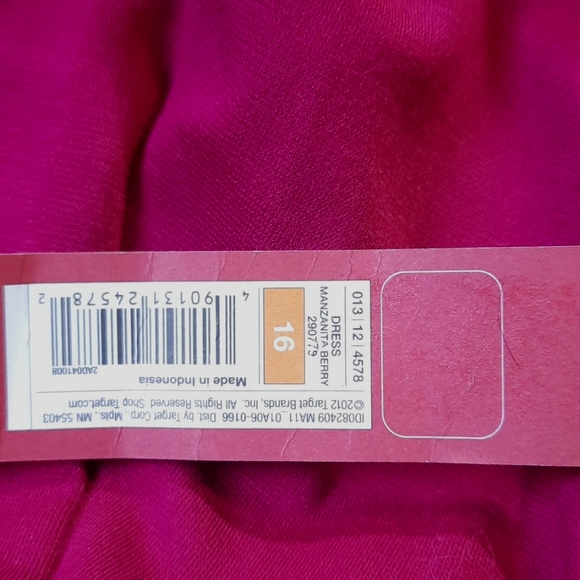 013 | 12 | 4578
DRESS
MANZANITA BERRY
290779
16
4 90131 24578 2
2AD041008
Made in Indonesia
©2012 Target Brands, Inc. All Rights Reserved Shop Target.com
ID082409 MA11_01A06-0166 Dist. by Target Corp., Mpls., MN 55403